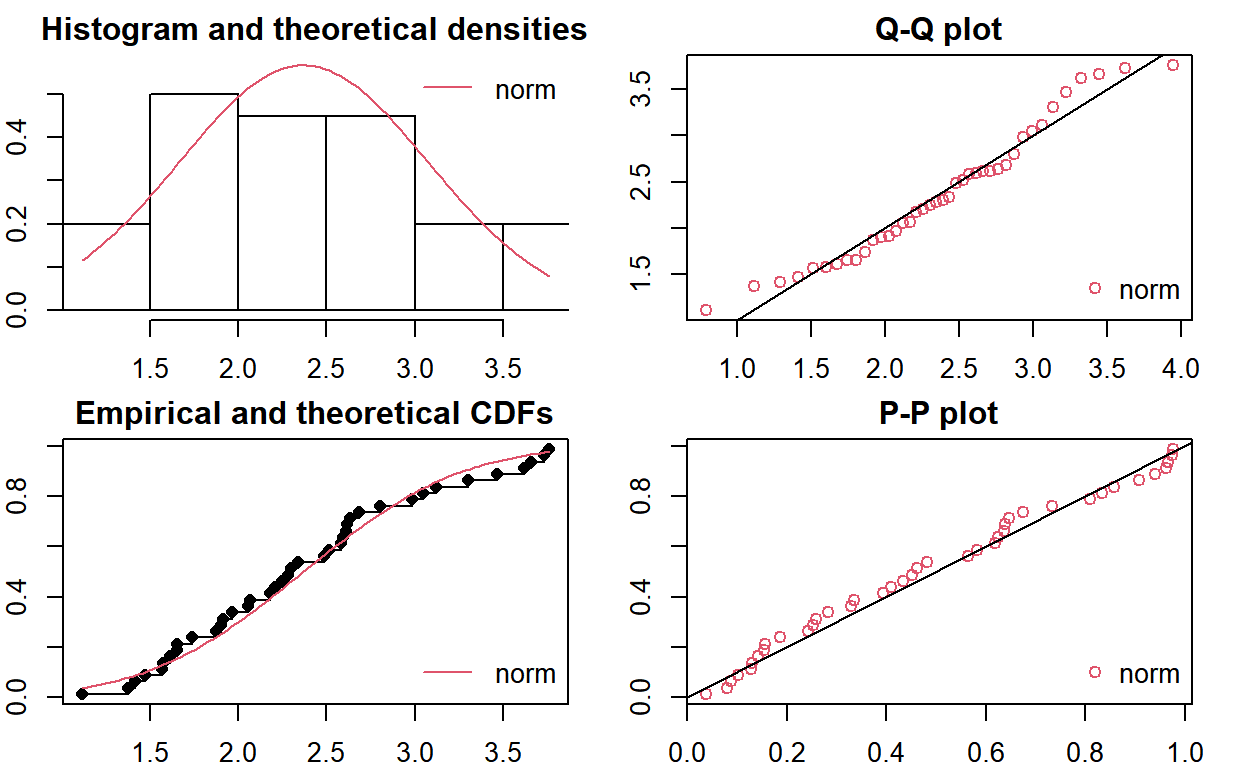 Histogram and theoretical densities
norm
0.0 0.2 0.4
1.5 2.0 2.5 3.0 3.5
Q-Q plot
1.5 2.5 3.5
norm
1.0 1.5 2.0 2.5 3.0 3.5 4.0
Empirical and theoretical CDFs
0.0 0.4 0.8
norm
1.5 2.0 2.5 3.0 3.5
P-P plot
0.0 0.4 0.8
norm
0.0 0.2 0.4 0.6 0.8 1.0